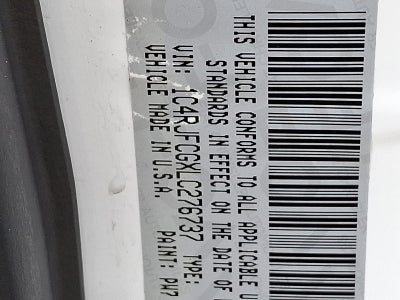 THIS VEHICLE CONFORMS TO ALL APPLICABLE U
STANDARDS IN EFFECT ON THE DATE OF
VIN: 1C4RJFCGXLC276737 TYPE:
VEHICLE MADE IN U.S.A. PAINT: PW7